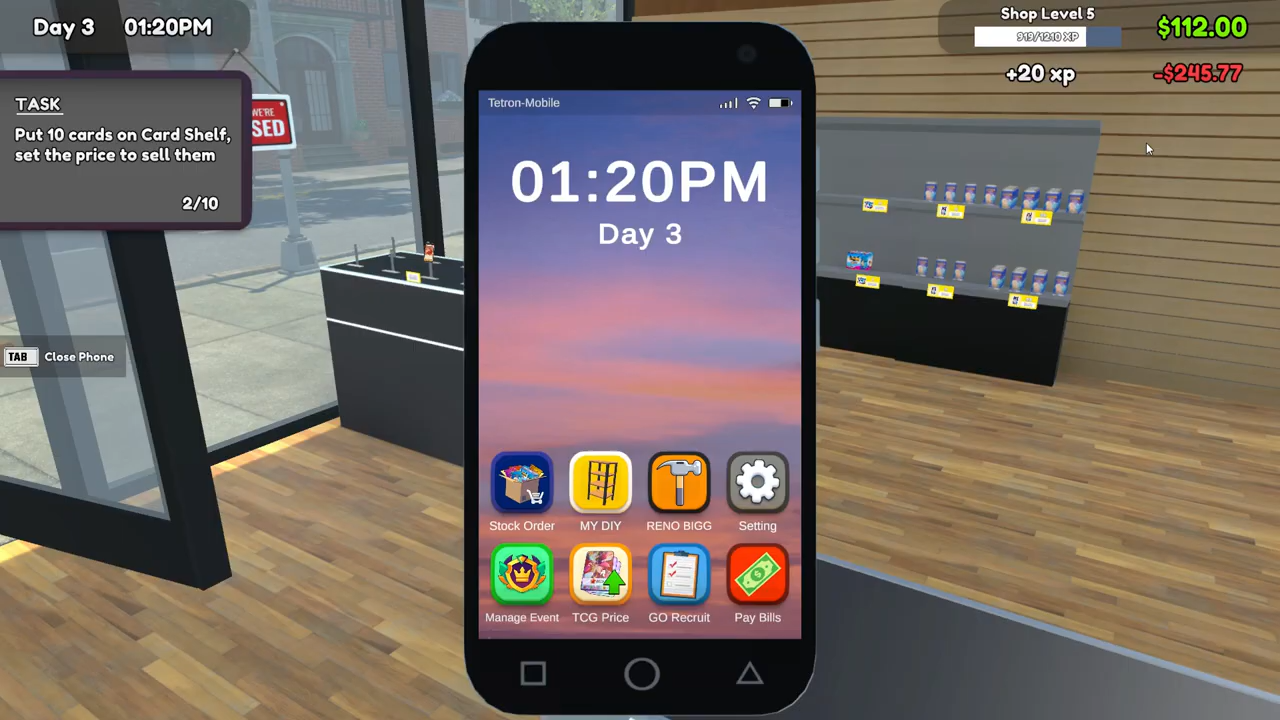 Day 3 01:20PM
Shop Level 5
$112.00
919/1210 XP
+20 xp
-$245.77
TASK
Put 10 cards on Card Shelf,
set the price to sell them
2/10
WE'RE
SED
TAB Close Phone
Tetron-Mobile
01:20PM
Day 3
Stock Order
MY DIY
RENO BIGG
Setting
Manage Event
TCG Price
GO Recruit
Pay Bills